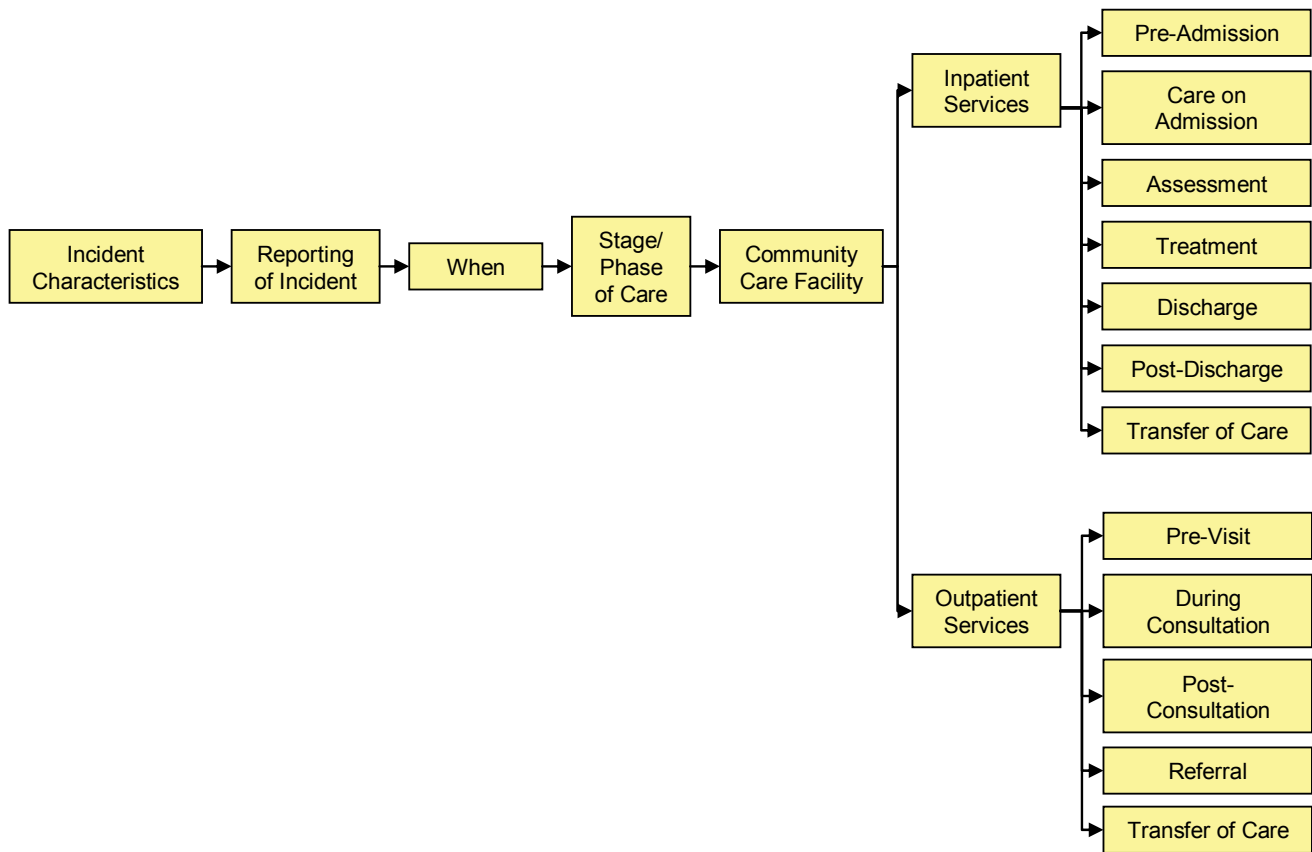 Incident
Characteristics
Reporting
of Incident
When
Stage/
Phase
of Care
Community
Care Facility
Inpatient
Services
Pre-Admission
Care on
Admission
Assessment
Treatment
Discharge
Post-Discharge
Transfer of Care
Outpatient
Services
Pre-Visit
During
Consultation
Post-
Consultation
Referral
Transfer of Care